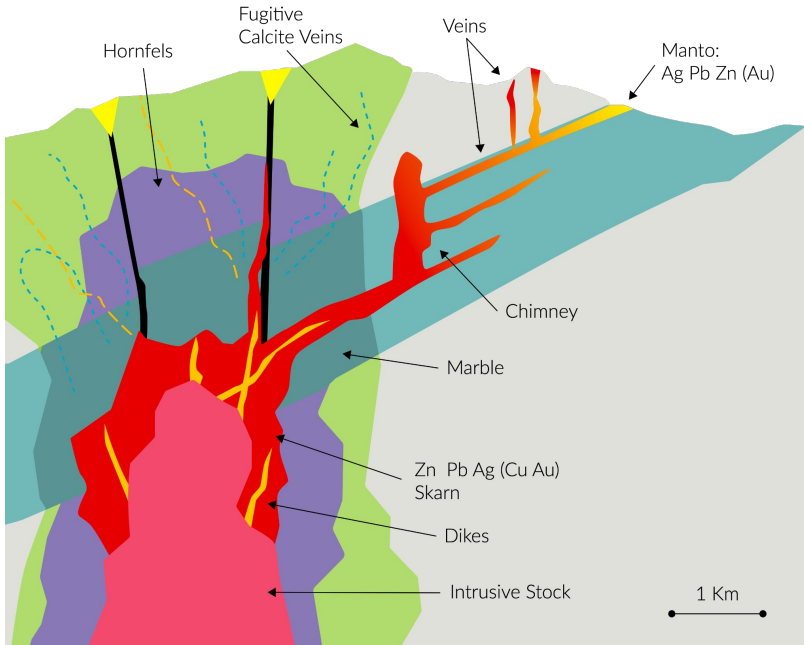 Hornfels
Fugitive
Calcite Veins
Veins
Manto:
Ag Pb Zn (Au)
Chimney
Marble
Zn Pb Ag (Cu Au)
Skarn
Dikes
Intrusive Stock
1 Km